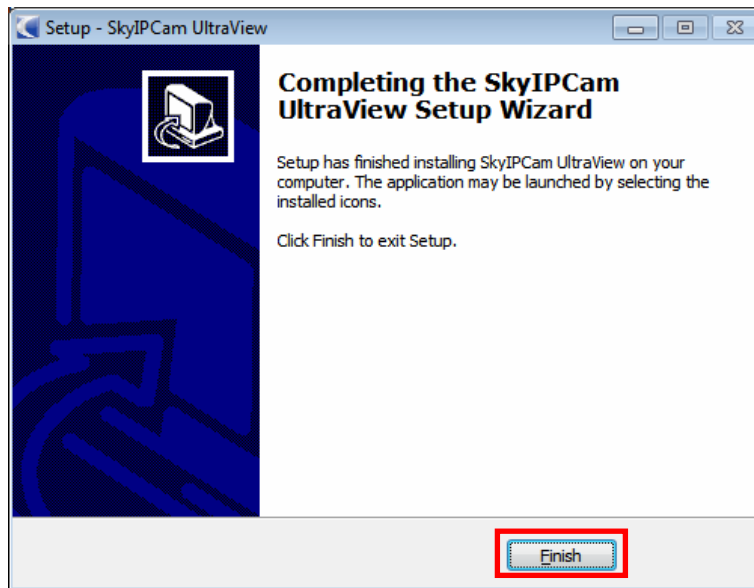 Setup - SkyIPCam UltraView
Completing the SkyIPCam
UltraView Setup Wizard
Setup has finished installing SkyIPCam UltraView on your
computer. The application may be launched by selecting the
installed icons.
Click Finish to exit Setup.
Finish